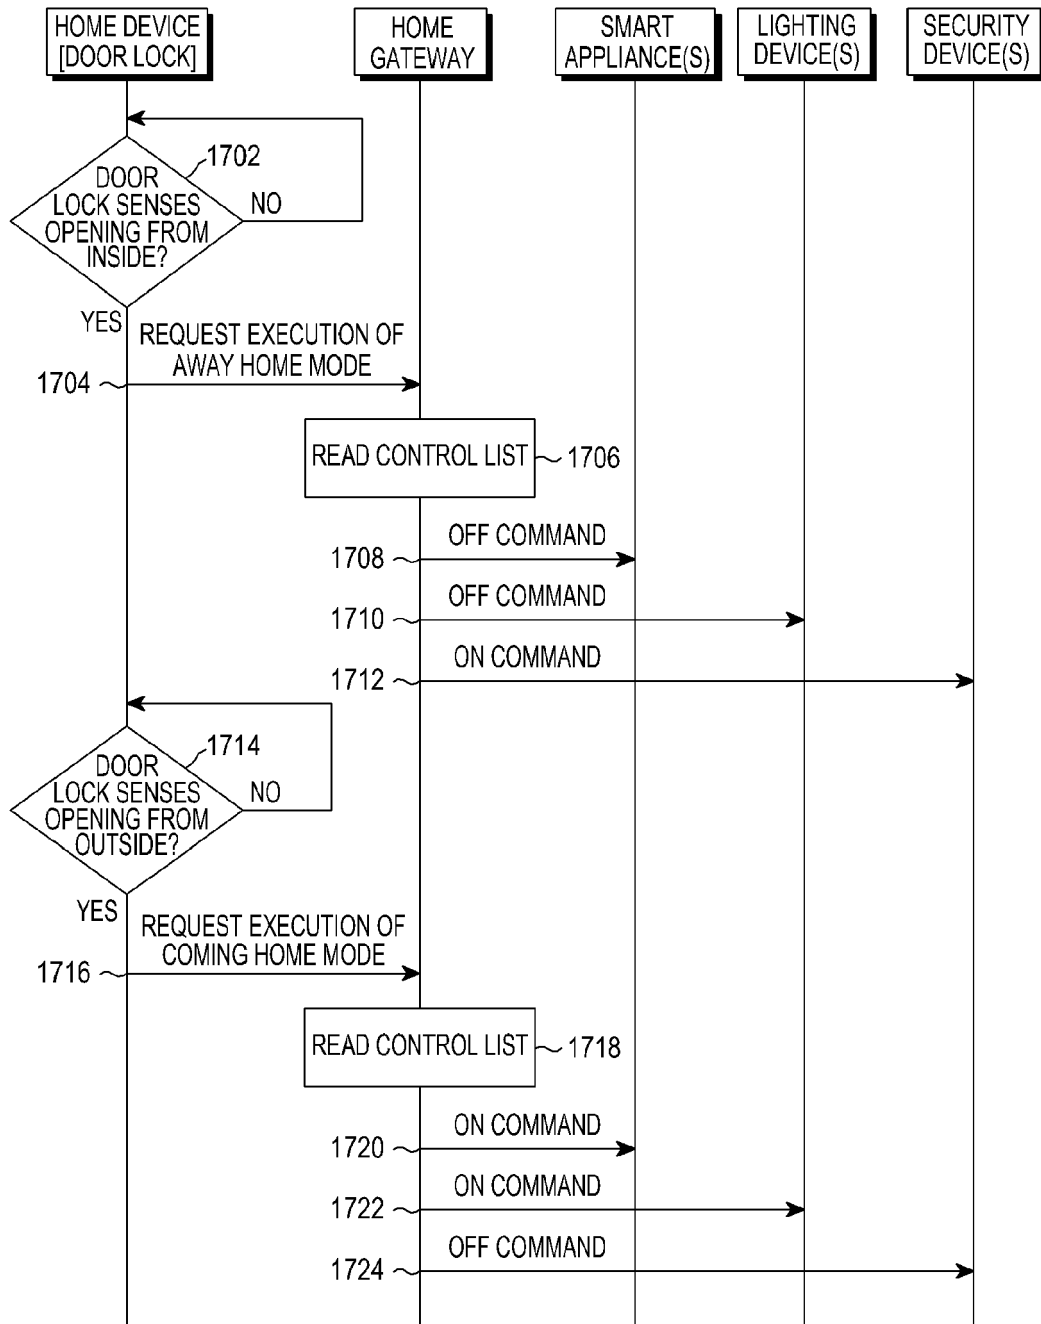 HOME DEVICE
[DOOR LOCK]
HOME
GATEWAY
SMART
APPLIANCE(S)
LIGHTING
DEVICE(S)
SECURITY
DEVICE(S)
1702
DOOR
LOCK SENSES
OPENING FROM
INSIDE?
NO
YES
REQUEST EXECUTION OF
AWAY HOME MODE
1704
READ CONTROL LIST
1706
OFF COMMAND
1708
OFF COMMAND
1710
ON COMMAND
1712
1714
DOOR
LOCK SENSES
OPENING FROM
OUTSIDE?
NO
YES
REQUEST EXECUTION OF
COMING HOME MODE
1716
READ CONTROL LIST
1718
ON COMMAND
1720
ON COMMAND
1722
OFF COMMAND
1724